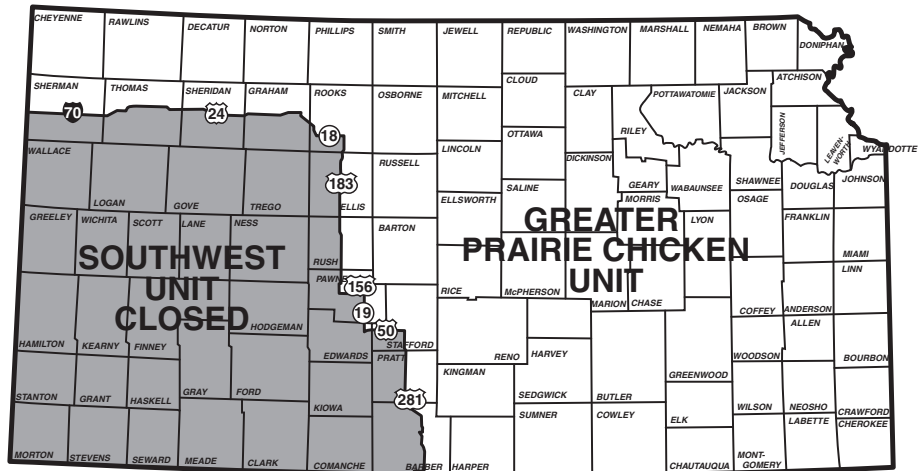 CHEYENNE RAWLINS DECATUR NORTON PHILLIPS SMITH JEWELL REPUBLIC WASHINGTON MARSHALL NEMAHA BROWN
DONIPHAN
ATCHISON
SHERMAN THOMAS SHERIDAN GRAHAM ROOKS OSBORNE MITCHELL CLOUD CLAY POTTAWATOMIE JACKSON
70 24 18
RILEY
OTTAWA
JEFFERSON
LEAVEN-
WORTH
WYANDOTTE
WALLACE
LINCOLN
DICKINSON
RUSSELL
183
LOGAN GOVE TREGO ELLIS ELLSWORTH SALINE GEARY WABAUNSEE SHAWNEE DOUGLAS JOHNSON
MORRIS OSAGE
GREELEY WICHITA SCOTT LANE NESS BARTON LYON FRANKLIN
GREATER
PRAIRIE CHICKEN
UNIT
SOUTHWEST
UNIT
CLOSED
RUSH
MIAMI
PAWNEE
LINN
156
RICE McPHERSON MARION CHASE
COFFEY ANDERSON
19
ALLEN
50
HODGEMAN
STAFFORD
HAMILTON KEARNY FINNEY EDWARDS PRATT RENO HARVEY WOODSON BOURBON
KINGMAN
GREENWOOD
STANTON GRANT HASKELL GRAY FORD SEDGWICK BUTLER
281
KIOWA
SUMNER COWLEY ELK WILSON NEOSHO CRAWFORD
LABETTE CHEROKEE
MORTON STEVENS SEWARD MEADE CLARK COMANCHE BARBER HARPER CHAUTAUQUA
MONT-
GOMERY